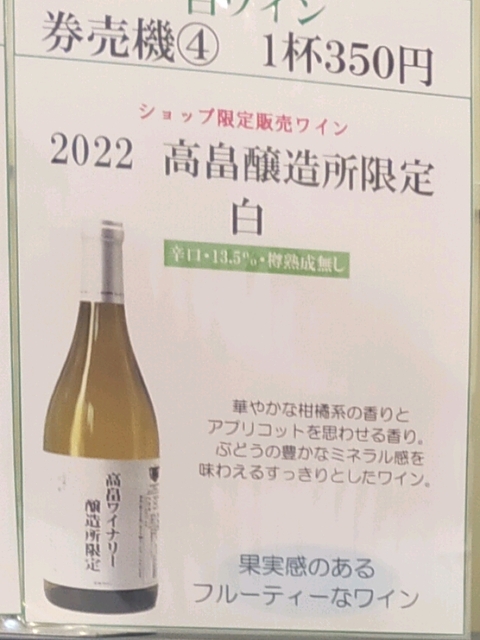 白ワイン
券売機④ 1杯350円
ショップ限定販売ワイン
2022 高畠醸造所限定
白
辛口・13.5%・樽熟成無し
華やかな柑橘系の香りと
アプリコットを思わせる香り。
ぶどうの豊かなミネラル感を
味わえるすっきりとしたワイン。
高畠ワイナリー
醸造所限定
果実感のある
フルーティーなワイン